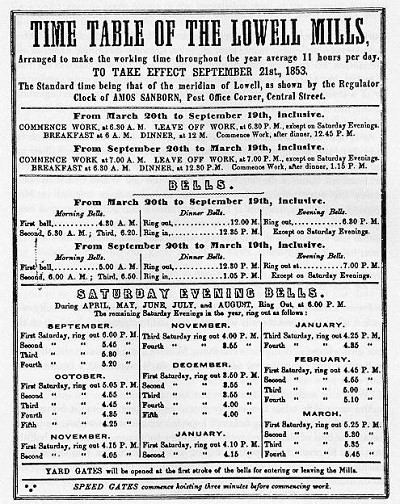 TIME TABLE OF THE LOWELL MILLS,
Arranged to make the working time throughout the year average 11 hours per day.
TO TAKE EFFECT SEPTEMBER 21st., 1853.
The Standard time being that of the meridian of Lowell, as shown by the Regulator
Clock of AMOS SANBORN, Post Office Corner, Central Street.
From March 20th to September 19th, inclusive.
COMMENCE WORK, at 6.30 A. M. LEAVE OFF WORK, at 6.30 P. M., except on Saturday Evenings.
BREAKFAST at 6 A. M. DINNER, at 12 M. Commence Work, after dinner, 12.45 P. M.
From September 20th to March 19th, inclusive.
COMMENCE WORK at 7.00 A. M. LEAVE OFF WORK, at 7.00 P. M., except on Saturday Evenings.
BREAKFAST at 6.30 A. M. DINNER, at 12.30 P. M. Commence Work, after dinner, 1.15 P. M.
BELLS.
From March 20th to September 19th, inclusive.
Morning Bells. Dinner Bells. Evening Bells.
First bell,..........4.30 A. M. Ring out,..........12.00 M. Ring out,..........6.30 P. M.
Second, 5.30 A. M.; Third, 6.20. Ring in,..........12.35 P. M. Except on Saturday Evenings.
From September 20th to March 19th, inclusive.
Morning Bells. Dinner Bells. Evening Bells.
First bell,..........5.00 A. M. Ring out,..........12.30 P. M. Ring out at..........7.00 P. M.
Second, 6.00 A. M.; Third, 6.50. Ring in,..........1.05 P. M. Except on Saturday Evenings.
SATURDAY EVENING BELLS.
During APRIL, MAY, JUNE, JULY, and AUGUST, Ring Out, at 6.00 P. M.
The remaining Saturday Evenings in the year, ring out as follows:
SEPTEMBER.
First Saturday, ring out 6.00 P. M.
Second " " 5.45 "
Third " " 5.30 "
Fourth " " 5.20 "
OCTOBER.
First Saturday, ring out 5.05 P. M.
Second " " 4.55 "
Third " " 4.45 "
Fourth " " 4.35 "
Fifth " " 4.25 "
NOVEMBER.
First Saturday, ring out 4.15 P. M.
Second " " 4.05 "
NOVEMBER.
Third Saturday ring out 4.00 P. M.
Fourth " " 3.55 "
DECEMBER.
First Saturday, ring out 3.50 P. M.
Second " " 3.55 "
Third " " 3.55 "
Fourth " " 4.00 "
Fifth " " 4.00 "
JANUARY.
First Saturday, ring out 4.10 P. M.
Second " " 4.15 "
JANUARY.
Third Saturday, ring out 4.25 P. M.
Fourth " " 4.35 "
FEBRUARY.
First Saturday, ring out 4.45 P. M.
Second " " 4.55 "
Third " " 5.00 "
Fourth " " 5.10 "
MARCH.
First Saturday, ring out 5.25 P. M.
Second " " 5.30 "
Third " " 5.35 "
Fourth " " 5.45 "
YARD GATES will be opened at the first stroke of the bells for entering or leaving the Mills.
SPEED GATES commence hoisting three minutes before commencing work.